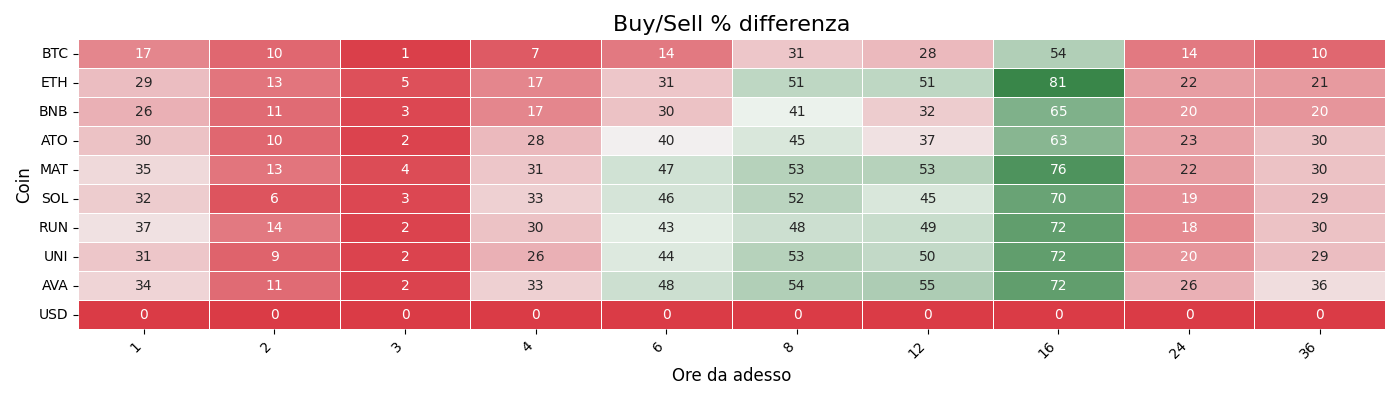 Buy/Sell % differenza
Coin
BTC 17 10 1 7 14 31 28 54 14 10
ETH 29 13 5 17 31 51 51 81 22 21
BNB 26 11 3 17 30 41 32 65 20 20
ATO 30 10 2 28 40 45 37 63 23 30
MAT 35 13 4 31 47 53 53 76 22 30
SOL 32 6 3 33 46 52 45 70 19 29
RUN 37 14 2 30 43 48 49 72 18 30
UNI 31 9 2 26 44 53 50 72 20 29
AVA 34 11 2 33 48 54 55 72 26 36
USD 0 0 0 0 0 0 0 0 0 0
1 2 3 4 6 8 12 16 24 36
Ore da adesso